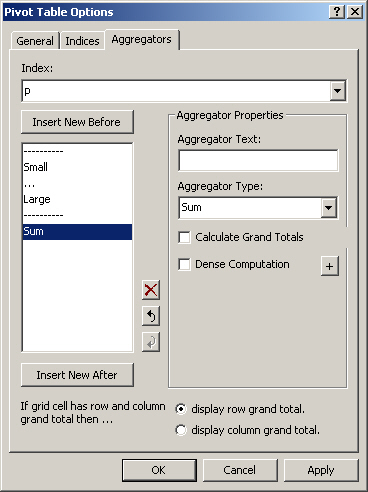 Pivot Table Options
General Indices Aggregators
Index:
p
Insert New Before
Aggregator Properties
----------
Small
...
Large
----------
Sum
Aggregator Text:
Aggregator Type:
Sum
Calculate Grand Totals
Dense Computation +
Insert New After
If grid cell has row and column
grand total then ...
display row grand total.
display column grand total.
OK Cancel Apply